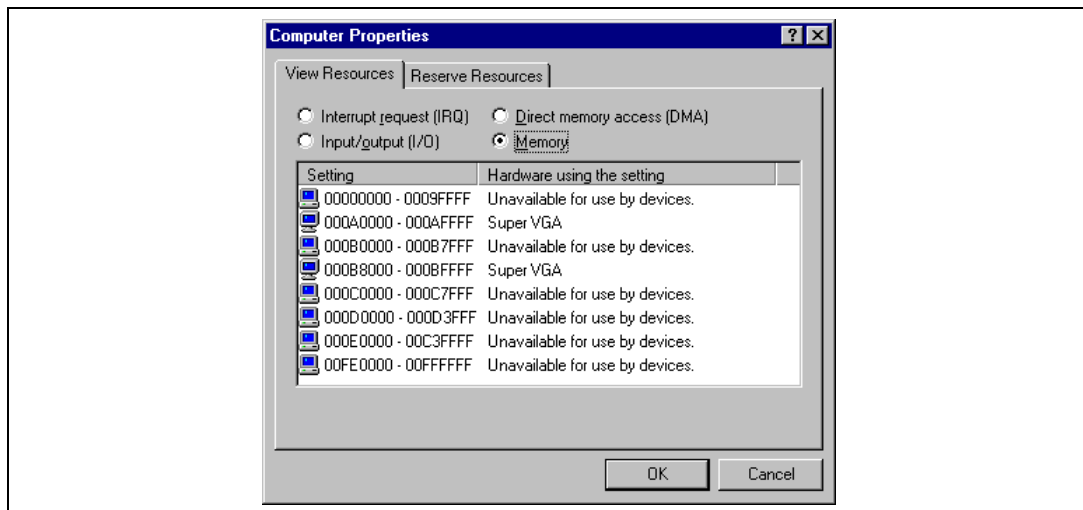 Computer Properties
View Resources Reserve Resources
Interrupt request (IRQ) Direct memory access (DMA)
Input/output (I/O) Memory
Setting Hardware using the setting
00000000 - 0009FFFF Unavailable for use by devices.
000A0000 - 000AFFFF Super VGA
000B0000 - 000B7FFF Unavailable for use by devices.
000B8000 - 000BFFFF Super VGA
000C0000 - 000C7FFF Unavailable for use by devices.
000D0000 - 000D3FFF Unavailable for use by devices.
000E0000 - 00C3FFFF Unavailable for use by devices.
00FE0000 - 00FFFFFF Unavailable for use by devices.
OK Cancel